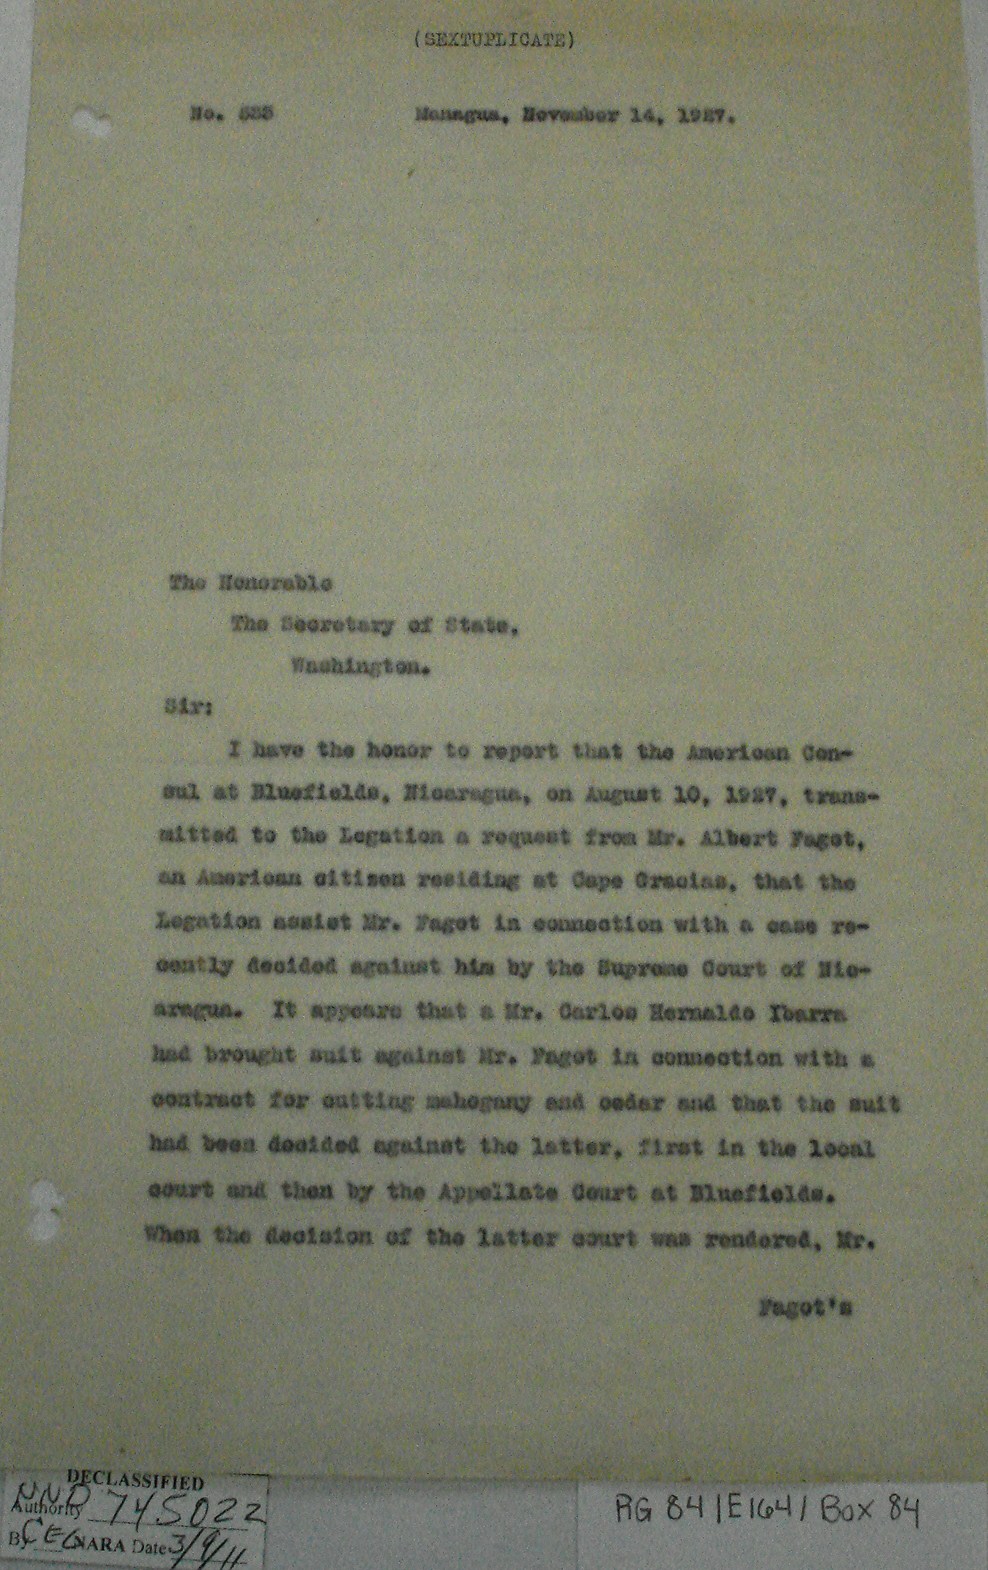 (SEXTUPLICATE)
No. 535 Managua, November 14, 1927.
The Honorable
The Secretary of State,
Washington.
Sir:
I have the honor to report that the American Con-
sul at Bluefields, Nicaragua, on August 10, 1927, trans-
mitted to the Legation a request from Mr. Albert Fagot,
an American citizen residing at Cape Gracias, that the
Legation assist Mr. Fagot in connection with a case re-
cently decided against him by the Supreme Court of Nic-
aragua. It appears that a Mr. Carlos Hernaldo Ibarra
had brought suit against Mr. Fagot in connection with a
contract for cutting mahogany and cedar and that the suit
had been decided against the latter, first in the local
court and then by the Appellate Court at Bluefields.
When the decision of the latter court was rendered, Mr.
Fagot's
DECLASSIFIED
Authority NND 745022
By CEC NARA Date 3/9/11
RG 84/E164/Box 84